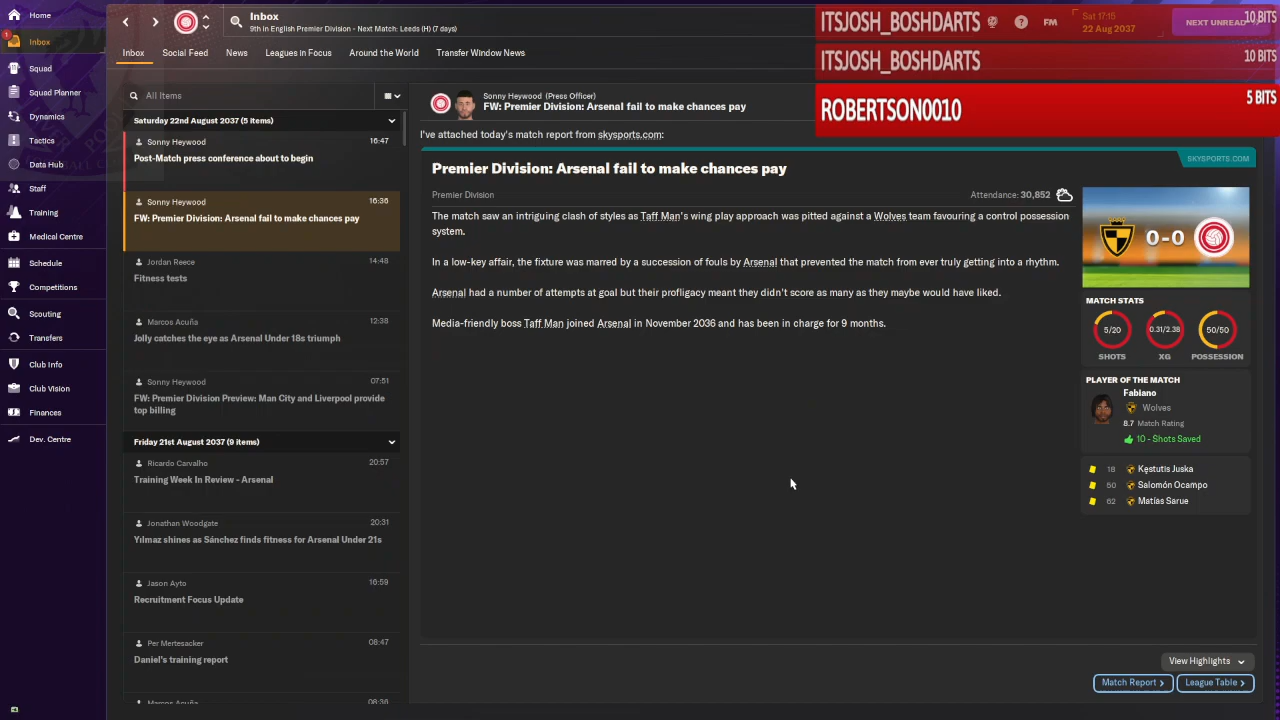 Home
Inbox
Squad
Squad Planner
Dynamics
Tactics
Data Hub
Staff
Training
Medical Centre
Schedule
Competitions
Scouting
Transfers
Club Info
Club Vision
Finances
Dev. Centre
1
Inbox
9th in English Premier Division - Next Match: Leeds (H) (7 days)
FM
Sat 17:15
22 Aug 2037
NEXT UNREAD
ITSJOSH_BOSHDARTS
10 BITS
ITSJOSH_BOSHDARTS
10 BITS
ROBERTSON0010
5 BITS
Inbox Social Feed News Leagues in Focus Around the World Transfer Window News
All Items
Saturday 22nd August 2037 (5 items)
Sonny Heywood 16:47
Post-Match press conference about to begin
Sonny Heywood 16:36
FW: Premier Division: Arsenal fail to make chances pay
Jordan Reece 14:48
Fitness tests
Marcos Acuña 12:38
Jolly catches the eye as Arsenal Under 18s triumph
Sonny Heywood 07:51
FW: Premier Division Preview: Man City and Liverpool provide
top billing
Friday 21st August 2037 (9 items)
Ricardo Carvalho 20:57
Training Week In Review - Arsenal
Jonathan Woodgate 20:31
Yılmaz shines as Sánchez finds fitness for Arsenal Under 21s
Jason Ayto 16:59
Recruitment Focus Update
Per Mertesacker 08:47
Daniel's training report
Marcos Acuña 08:36
Sonny Heywood (Press Officer)
FW: Premier Division: Arsenal fail to make chances pay
I've attached today's match report from skysports.com:
SKYSPORTS.COM
Premier Division: Arsenal fail to make chances pay
Premier Division
Attendance: 30,852
The match saw an intriguing clash of styles as Taff Man's wing play approach was pitted against a Wolves team favouring a control possession
system.
In a low-key affair, the fixture was marred by a succession of fouls by Arsenal that prevented the match from ever truly getting into a rhythm.
Arsenal had a number of attempts at goal but their profligacy meant they didn't score as many as they maybe would have liked.
Media-friendly boss Taff Man joined Arsenal in November 2036 and has been in charge for 9 months.
0-0
MATCH STATS
5/20 0.31/2.38 50/50
SHOTS XG POSSESSION
PLAYER OF THE MATCH
Fabiano
Wolves
8.7 Match Rating
10 - Shots Saved
18 Kęstutis Juska
50 Salomón Ocampo
62 Matías Sarue
View Highlights
Match Report
League Table